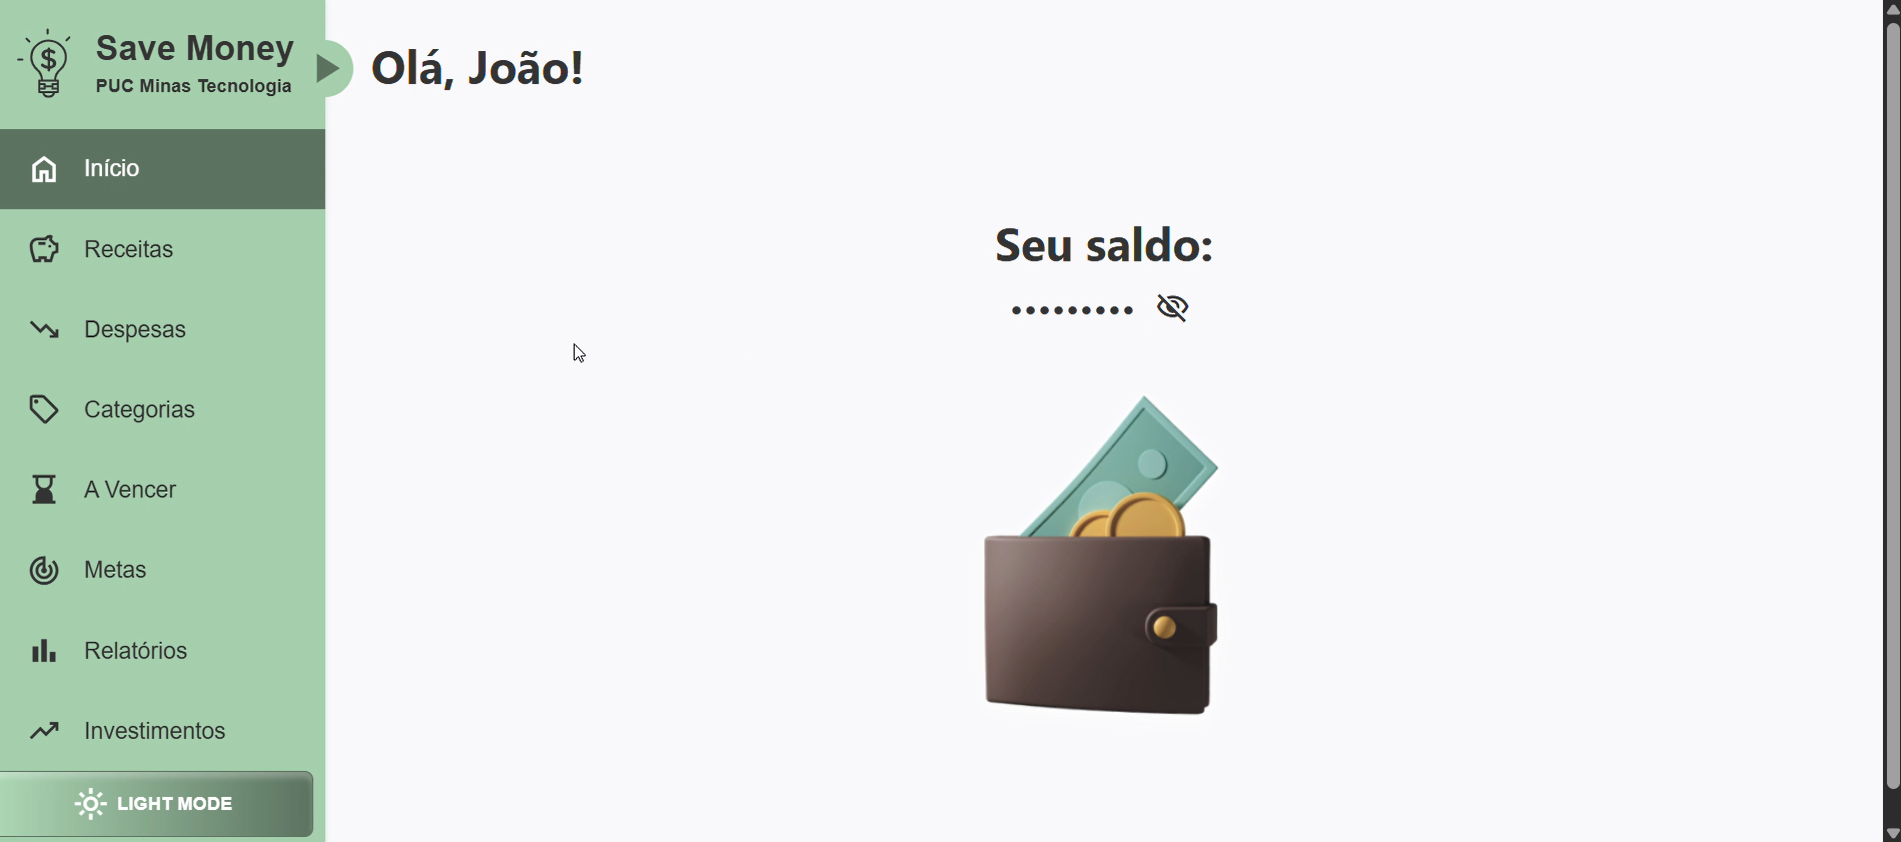 Save Money
PUC Minas Tecnologia
Olá, João!
Início
Receitas
Despesas
Categorias
A Vencer
Metas
Relatórios
Investimentos
LIGHT MODE
Seu saldo:
•••••••••